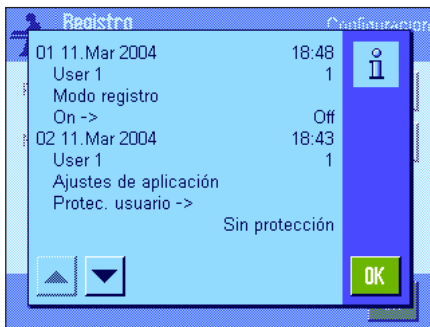 Registro
Configuración
01 11.Mar 2004 18:48
User 1 1
Modo registro
On -> Off
02 11.Mar 2004 18:43
User 1 1
Ajustes de aplicación
Protec. usuario ->
Sin protección
OK